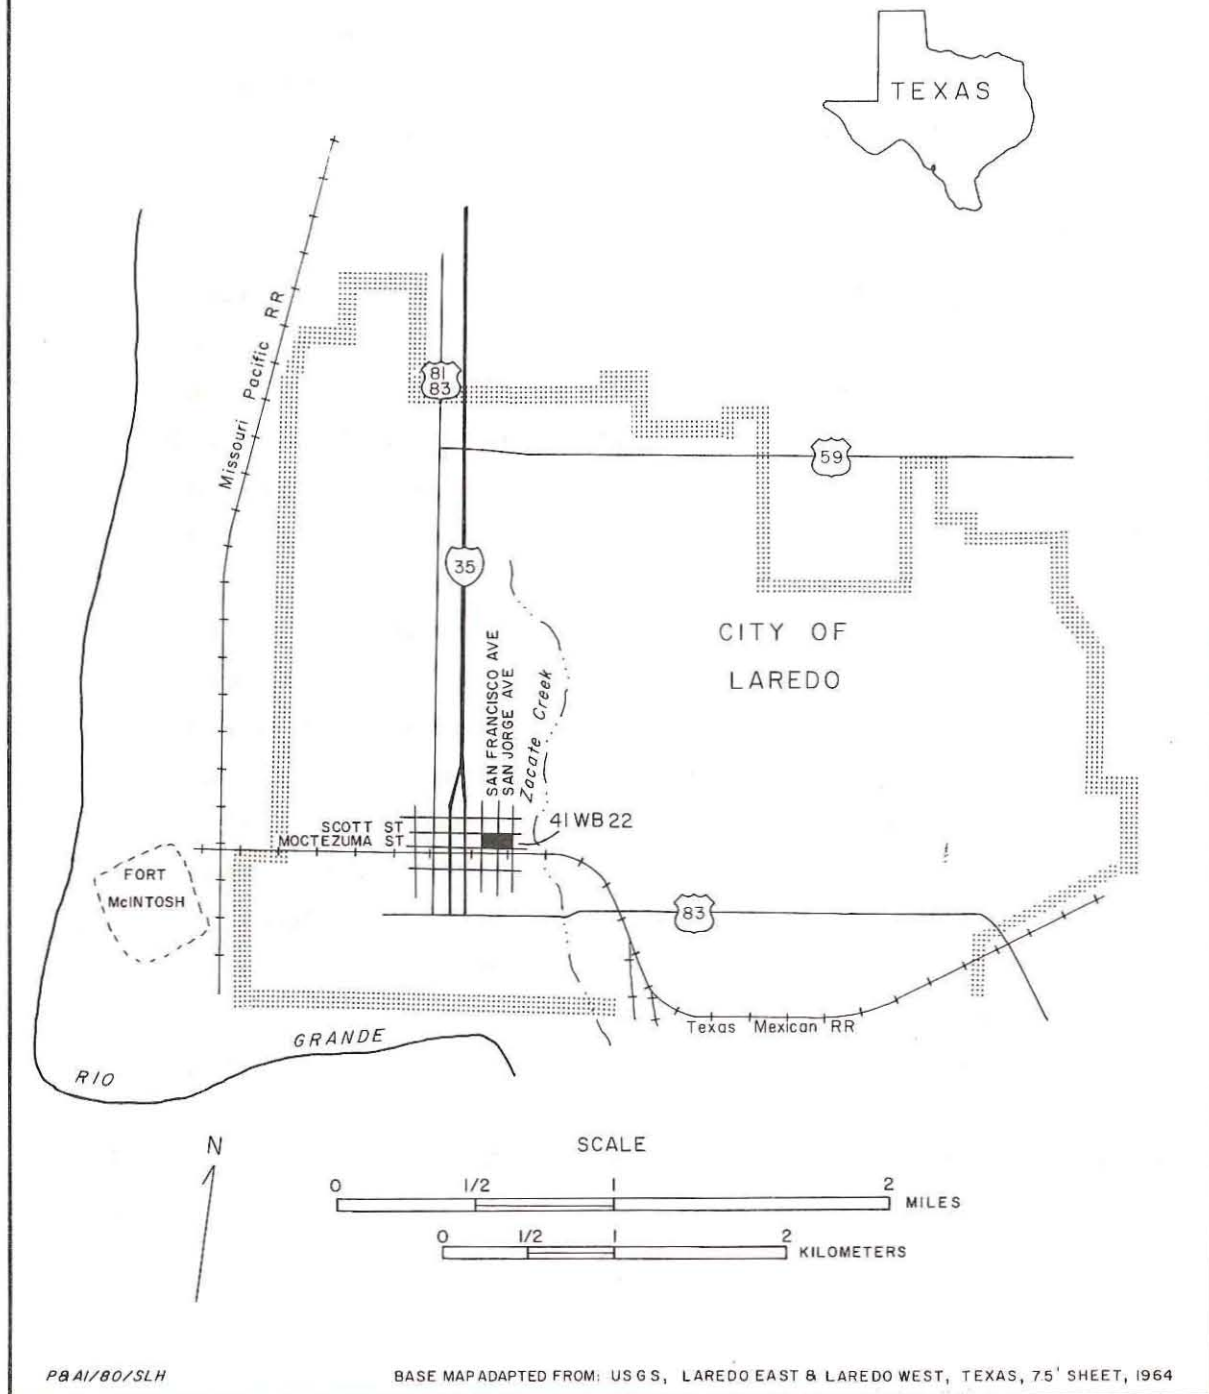 TEXAS
Missouri Pacific RR
81
83
59
35
CITY OF
LAREDO
SAN FRANCISCO AVE
SAN JORGE AVE
Zacate Creek
SCOTT ST
MOCTEZUMA ST
41WB22
FORT
McINTOSH
83
Texas Mexican RR
RIO GRANDE
N
SCALE
0 1/2 1 2
MILES
0 1/2 1 2
KILOMETERS
P&AI/80/SLH
BASE MAP ADAPTED FROM: USGS, LAREDO EAST & LAREDO WEST, TEXAS, 7.5' SHEET, 1964